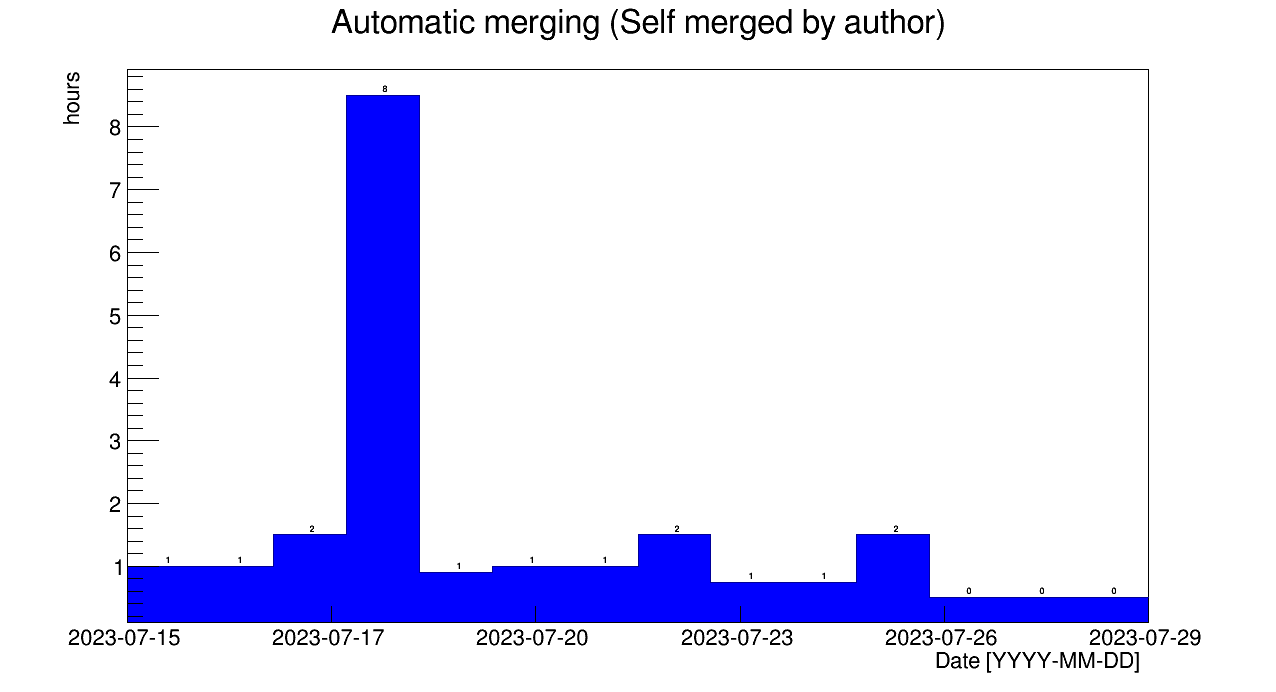 Automatic merging (Self merged by author)
hours
8
7
6
5
4
3
2
1
1 1 2 8 1 1 1 2 1 1 2 0 0 0
2023-07-15 2023-07-17 2023-07-20 2023-07-23 2023-07-26 2023-07-29
Date [YYYY-MM-DD]